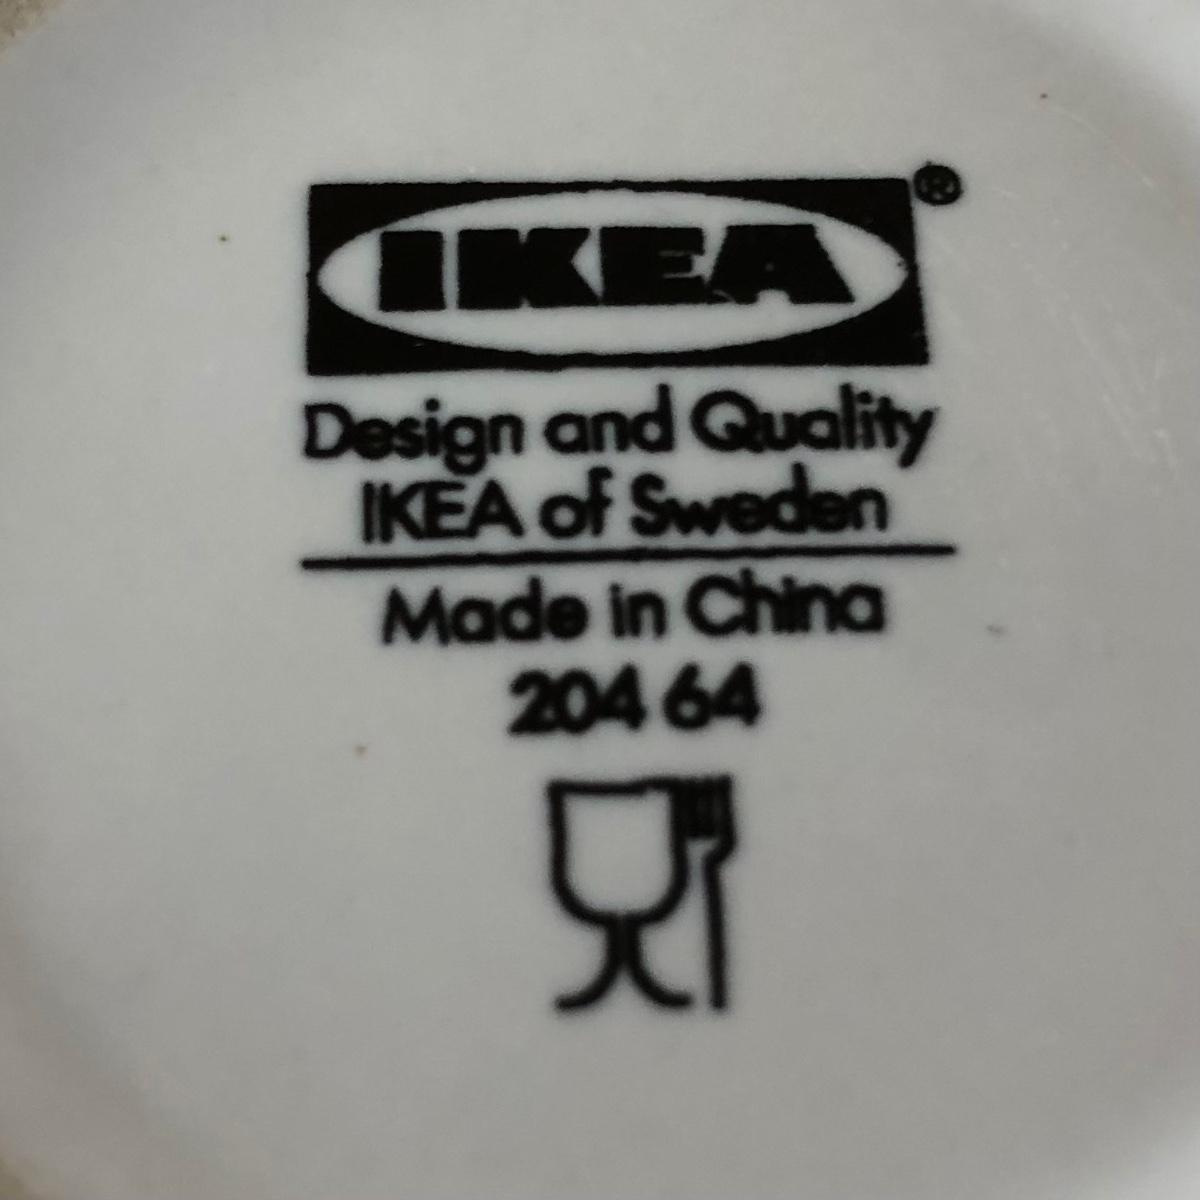 IKEA®
Design and Quality
IKEA of Sweden
Made in China
204 64